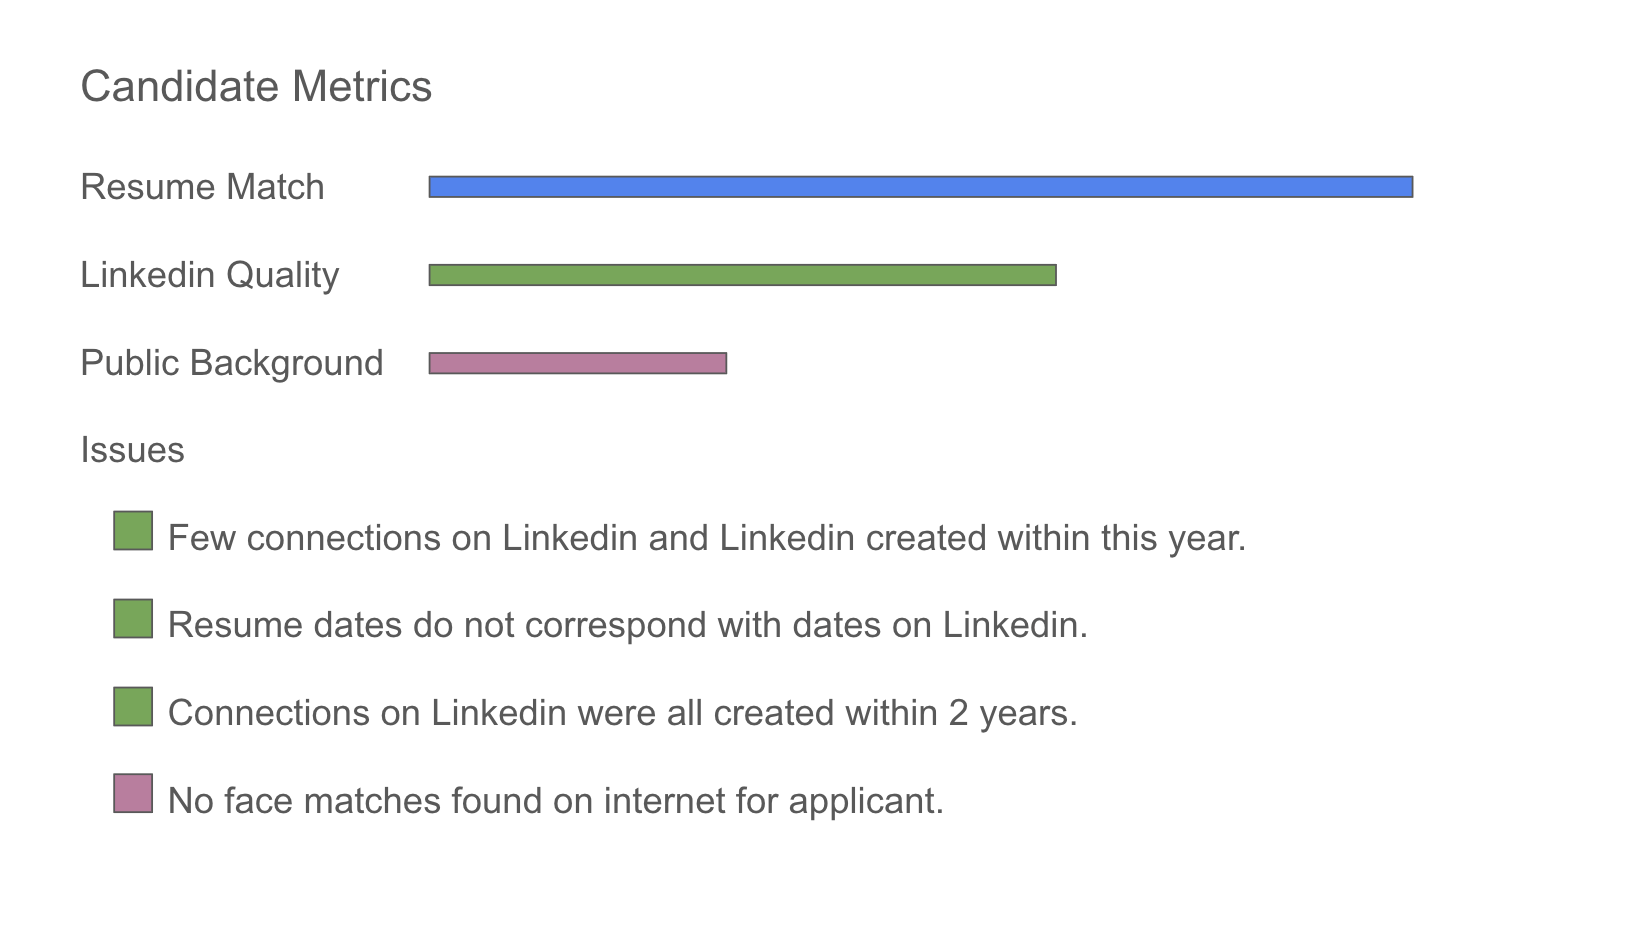 Candidate Metrics
Resume Match
Linkedin Quality
Public Background
Issues
Few connections on Linkedin and Linkedin created within this year.
Resume dates do not correspond with dates on Linkedin.
Connections on Linkedin were all created within 2 years.
No face matches found on internet for applicant.